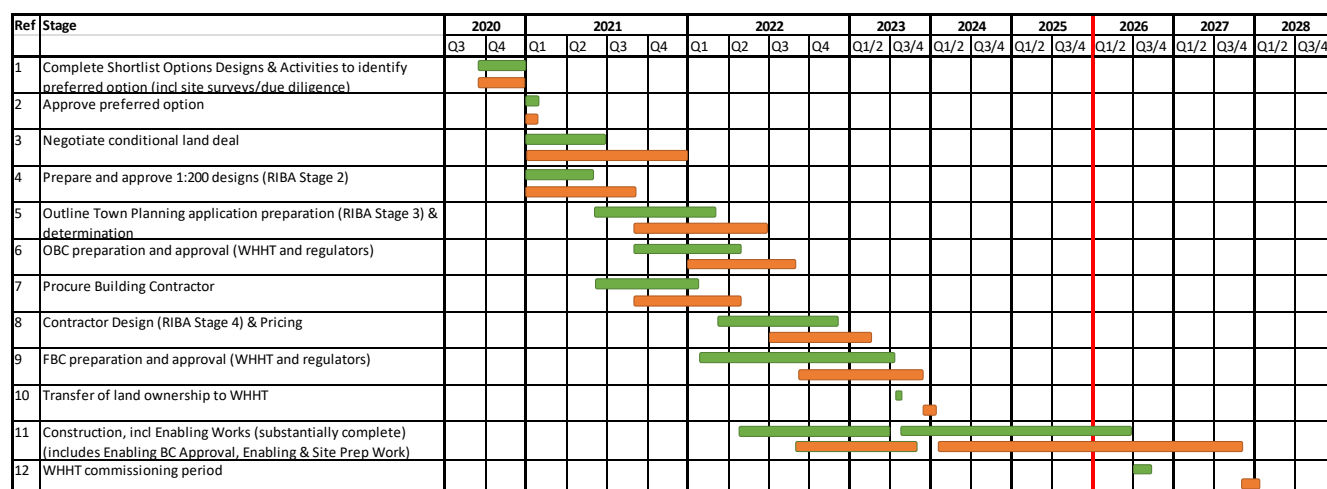 Ref Stage 2020 2021 2022 2023 2024 2025 2026 2027 2028
Q3 Q4 Q1 Q2 Q3 Q4 Q1 Q2 Q3 Q4 Q1/2 Q3/4 Q1/2 Q3/4 Q1/2 Q3/4 Q1/2 Q3/4 Q1/2 Q3/4 Q1/2 Q3/4
1 Complete Shortlist Options Designs & Activities to identify
preferred option (incl site surveys/due diligence)
2 Approve preferred option
3 Negotiate conditional land deal
4 Prepare and approve 1:200 designs (RIBA Stage 2)
5 Outline Town Planning application preparation (RIBA Stage 3) &
determination
6 OBC preparation and approval (WHHT and regulators)
7 Procure Building Contractor
8 Contractor Design (RIBA Stage 4) & Pricing
9 FBC preparation and approval (WHHT and regulators)
10 Transfer of land ownership to WHHT
11 Construction, incl Enabling Works (substantially complete)
(includes Enabling BC Approval, Enabling & Site Prep Work)
12 WHHT commissioning period